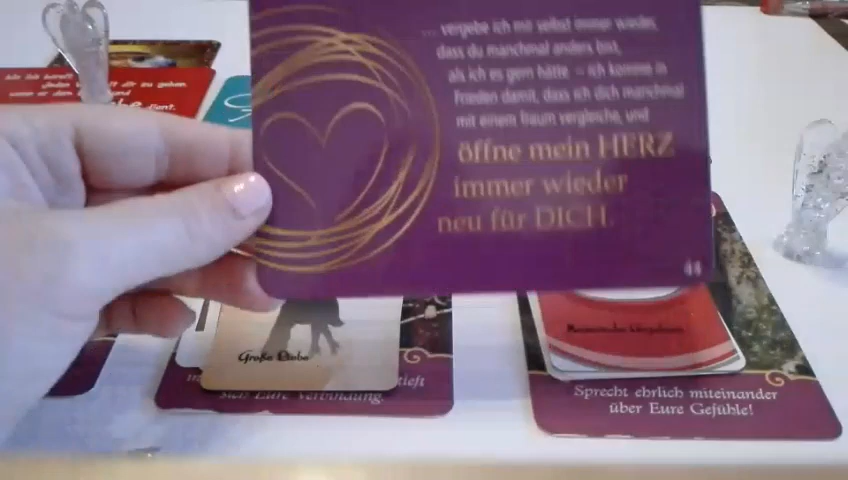 ... vergebe ich mir selbst immer wieder,
dass du manchmal anders bist,
als ich es gern hätte – ich komme in
Frieden damit, dass ich dich manchmal
mit einem Traum vergleiche, und
öffne mein HERZ
immer wieder
neu für DICH.
44
Große Liebe
tieft
sich Eure Verbindung.
Sprecht ehrlich miteinander
über Eure Gefühle!